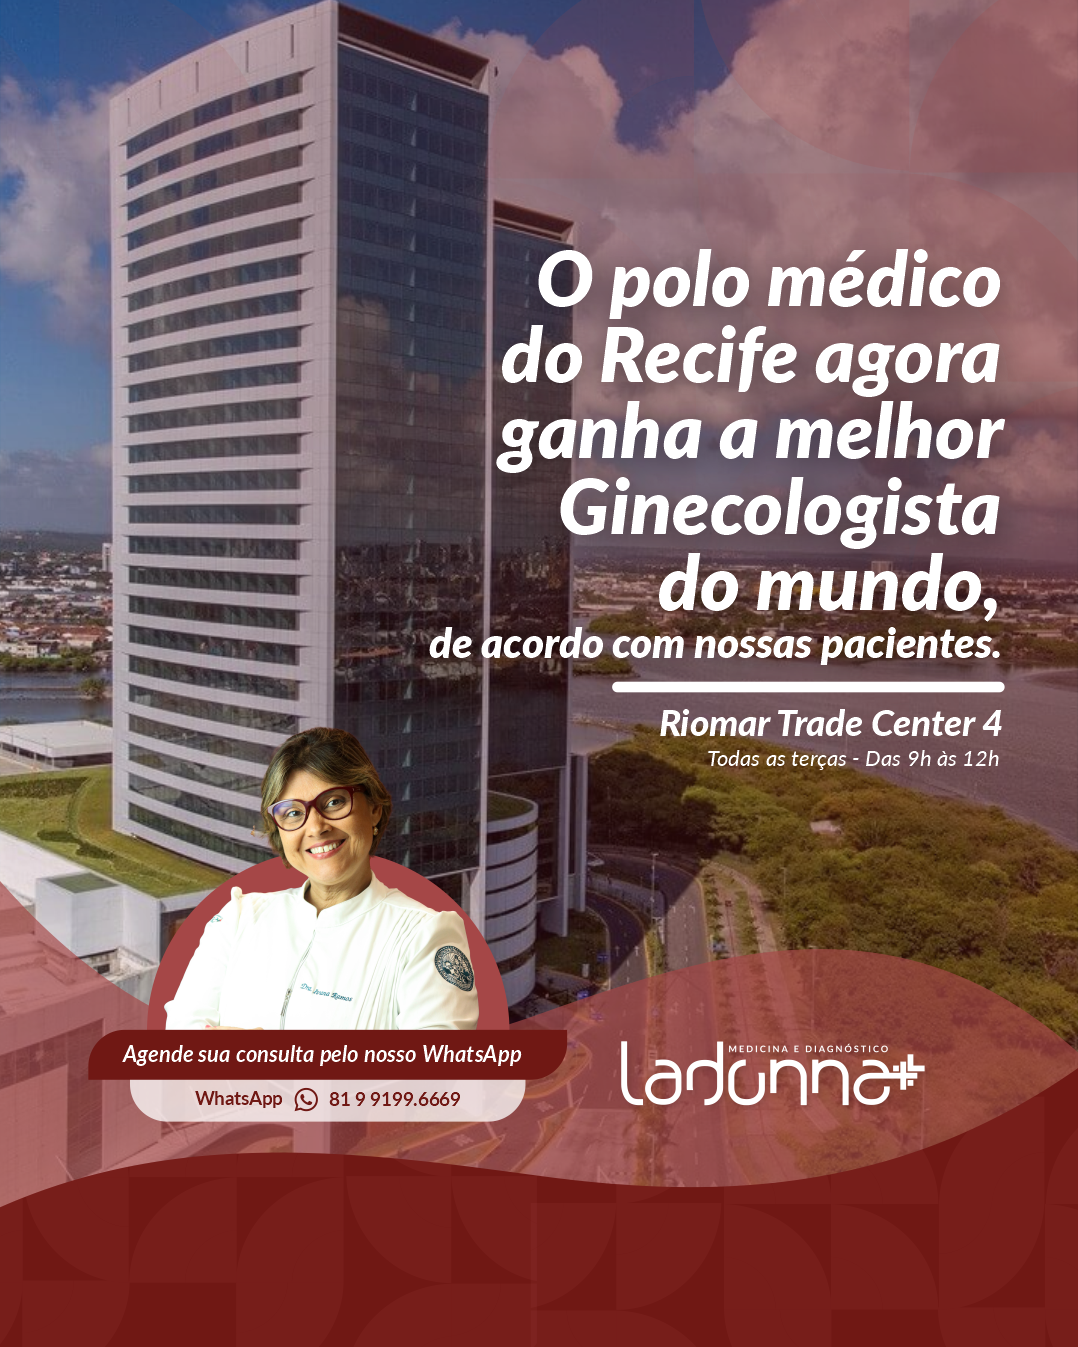 O polo médico
do Recife agora
ganha a melhor
Ginecologista
do mundo,
de acordo com nossas pacientes.
Riomar Trade Center 4
Todas as terças - Das 9h às 12h
Ramos
Agende sua consulta pelo nosso WhatsApp
WhatsApp 81 9 9199.6669
MEDICINA E DIAGNÓSTICO
Ladonna